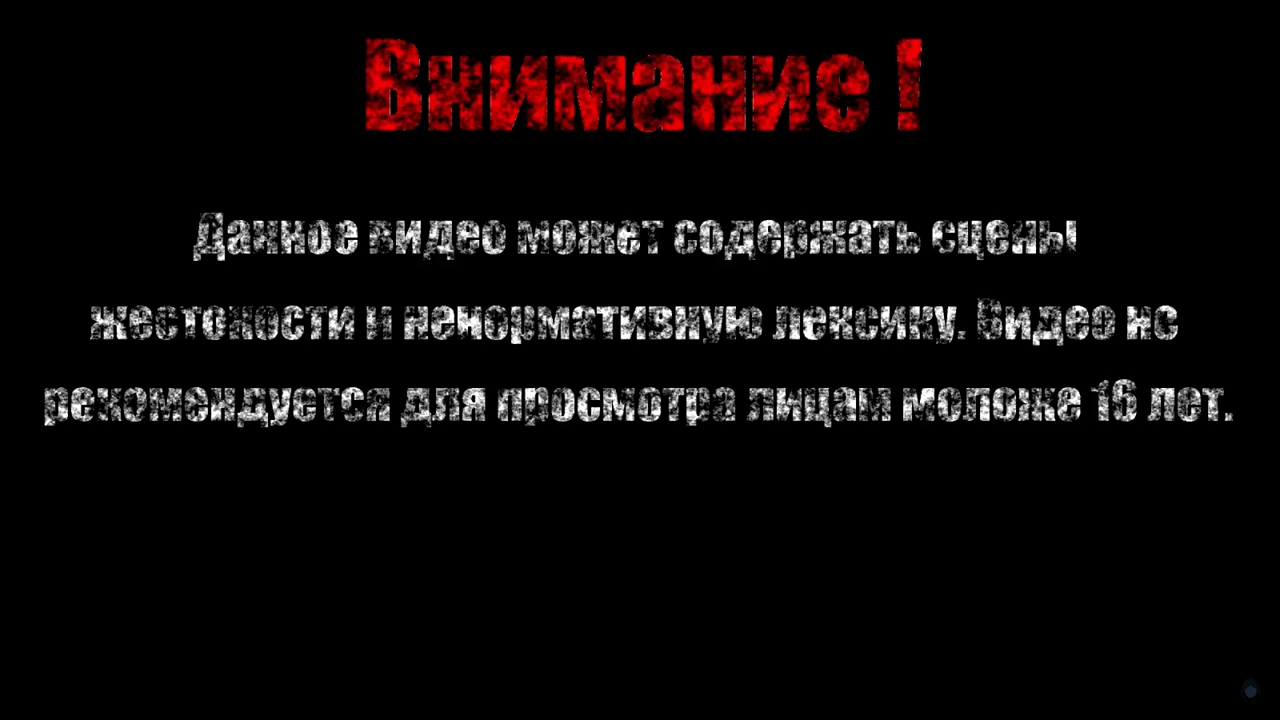 Внимание !
Данное видео может содержать сцены
жестокости и ненормативную лексику. Видео не
рекомендуется для просмотра лицам моложе 16 лет.